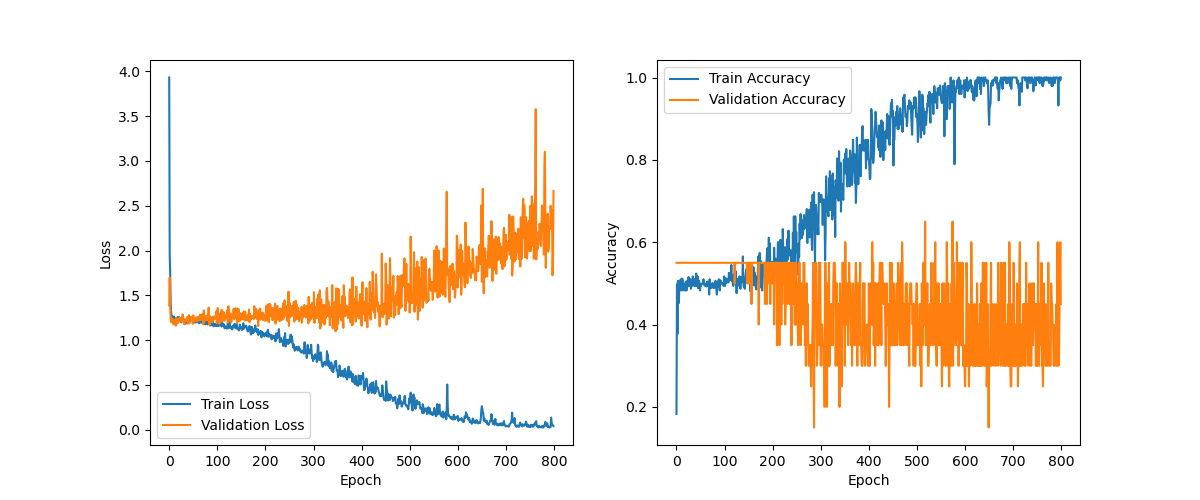 4.0
3.5
3.0
2.5
2.0
1.5
1.0
0.5
0.0
Loss
Train Loss
Validation Loss
0 100 200 300 400 500 600 700 800
Epoch
1.0
0.8
0.6
0.4
0.2
Accuracy
Train Accuracy
Validation Accuracy
0 100 200 300 400 500 600 700 800
Epoch